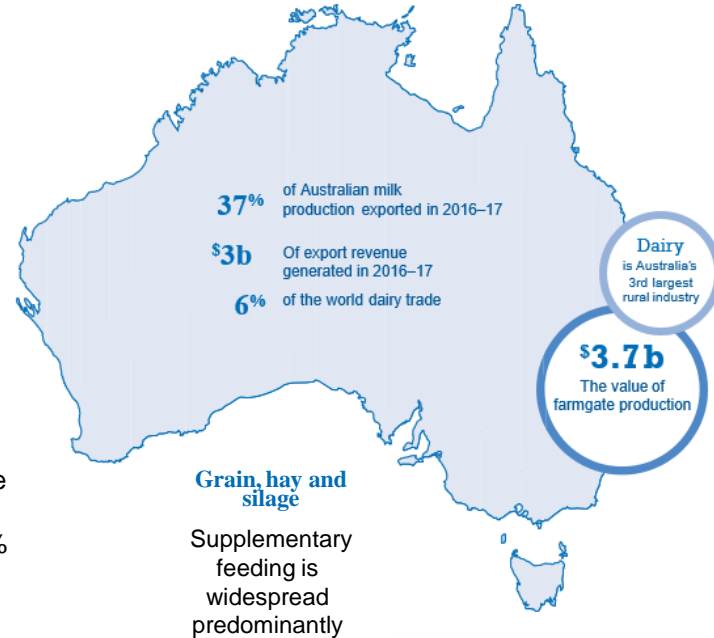 37% of Australian milk
production exported in 2016–17
$3b Of export revenue
generated in 2016–17
6% of the world dairy trade
Dairy
is Australia's
3rd largest
rural industry
$3.7b
The value of
farmgate production
e
%
Grain, hay and
silage
Supplementary
feeding is
widespread
predominantly